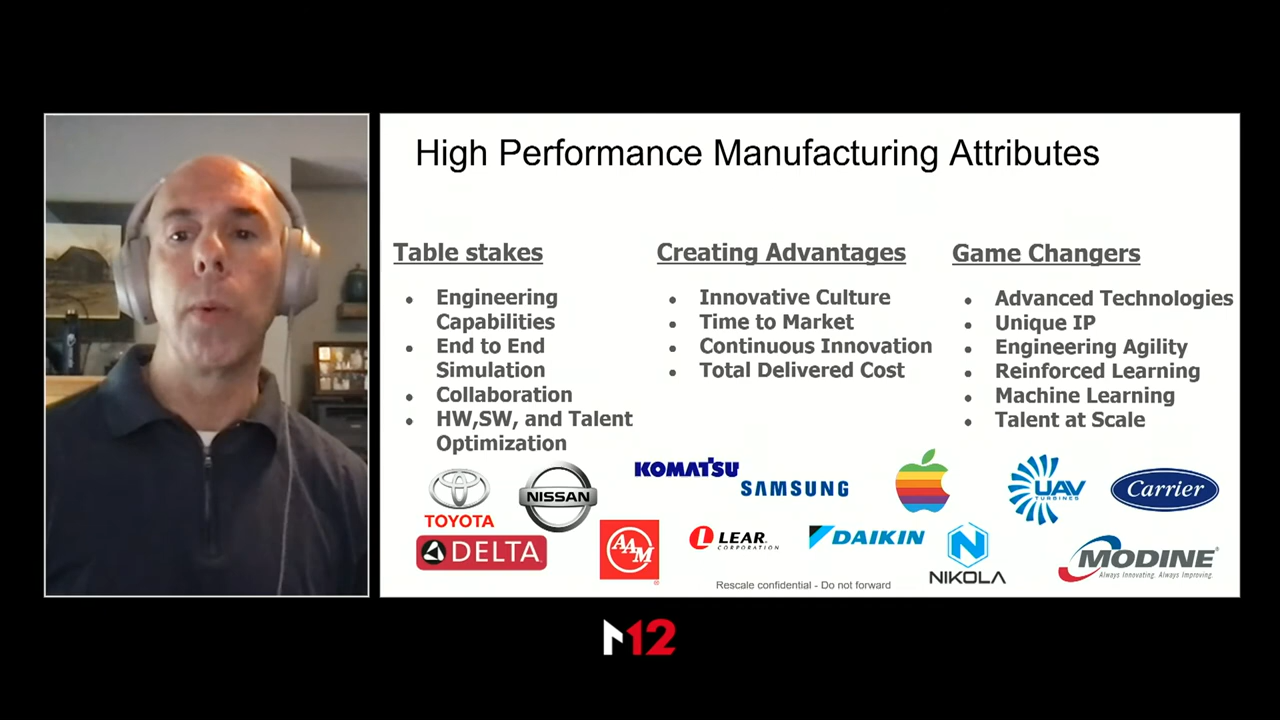 High Performance Manufacturing Attributes
Table stakes
Engineering
Capabilities
End to End
Simulation
Collaboration
HW,SW, and Talent
Optimization
Creating Advantages
Innovative Culture
Time to Market
Continuous Innovation
Total Delivered Cost
Game Changers
Advanced Technologies
Unique IP
Engineering Agility
Reinforced Learning
Machine Learning
Talent at Scale
TOYOTA
NISSAN
KOMATSU
SAMSUNG
UAV
TURBINES
Carrier
DELTA
AAM
LEAR
CORPORATION
DAIKIN
NIKOLA
MODINE
Always Innovating. Always Improving.
Rescale confidential - Do not forward
M12